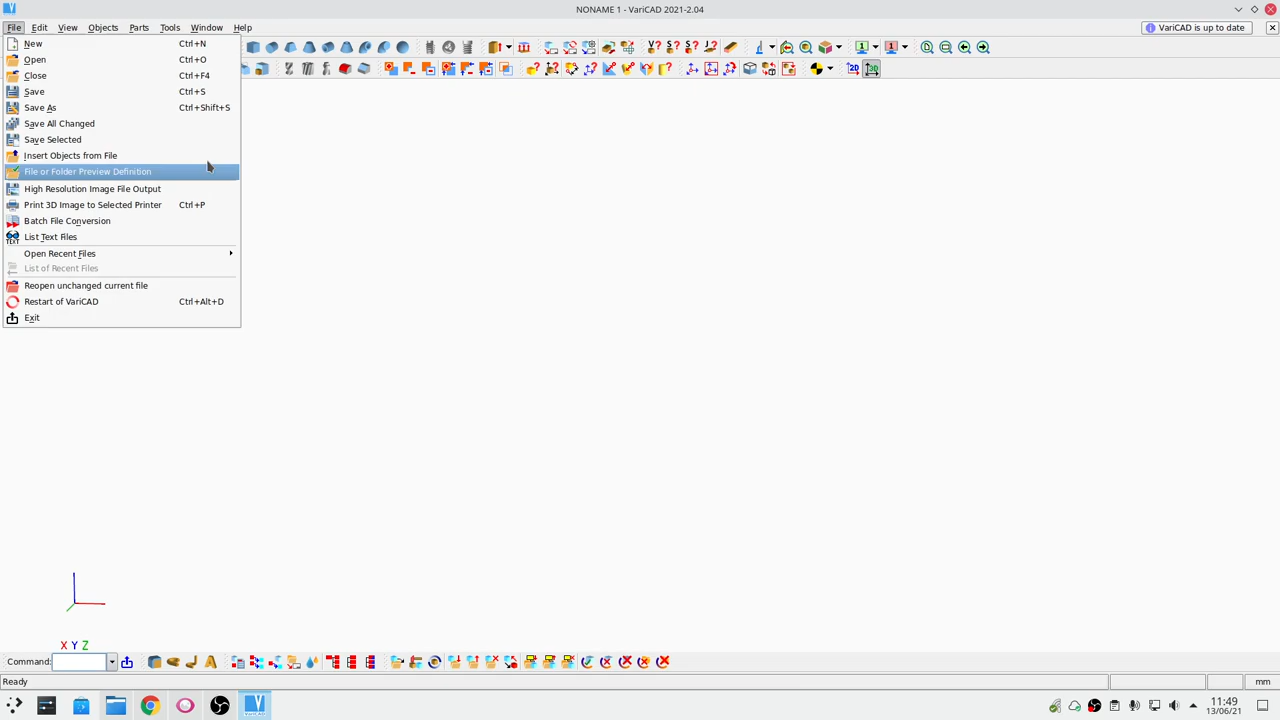 NONAME 1 - VariCAD 2021-2.04
File Edit View Objects Parts Tools Window Help
VariCAD is up to date
New Ctrl+N
Open Ctrl+O
Close Ctrl+F4
Save Ctrl+S
Save As Ctrl+Shift+S
Save All Changed
Save Selected
Insert Objects from File
File or Folder Preview Definition
High Resolution Image File Output
Print 3D Image to Selected Printer Ctrl+P
Batch File Conversion
List Text Files
Open Recent Files
List of Recent Files
Reopen unchanged current file
Restart of VariCAD Ctrl+Alt+D
Exit
X Y Z
Command:
Ready
mm
11:49
13/06/21